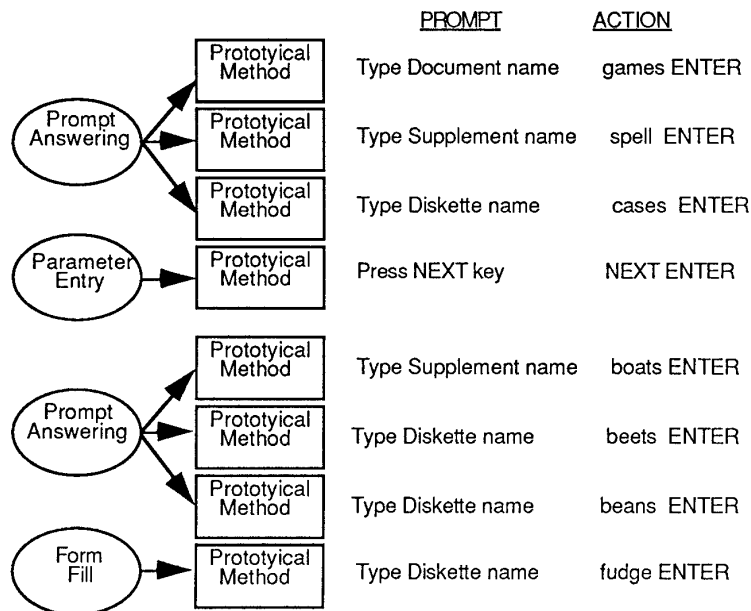 PROMPT ACTION
Prototyical
Method
Type Document name games ENTER
Prompt
Answering
Prototyical
Method
Type Supplement name spell ENTER
Prototyical
Method
Type Diskette name cases ENTER
Parameter
Entry
Prototyical
Method
Press NEXT key NEXT ENTER
Prototyical
Method
Type Supplement name boats ENTER
Prompt
Answering
Prototyical
Method
Type Diskette name beets ENTER
Prototyical
Method
Type Diskette name beans ENTER
Form
Fill
Prototyical
Method
Type Diskette name fudge ENTER